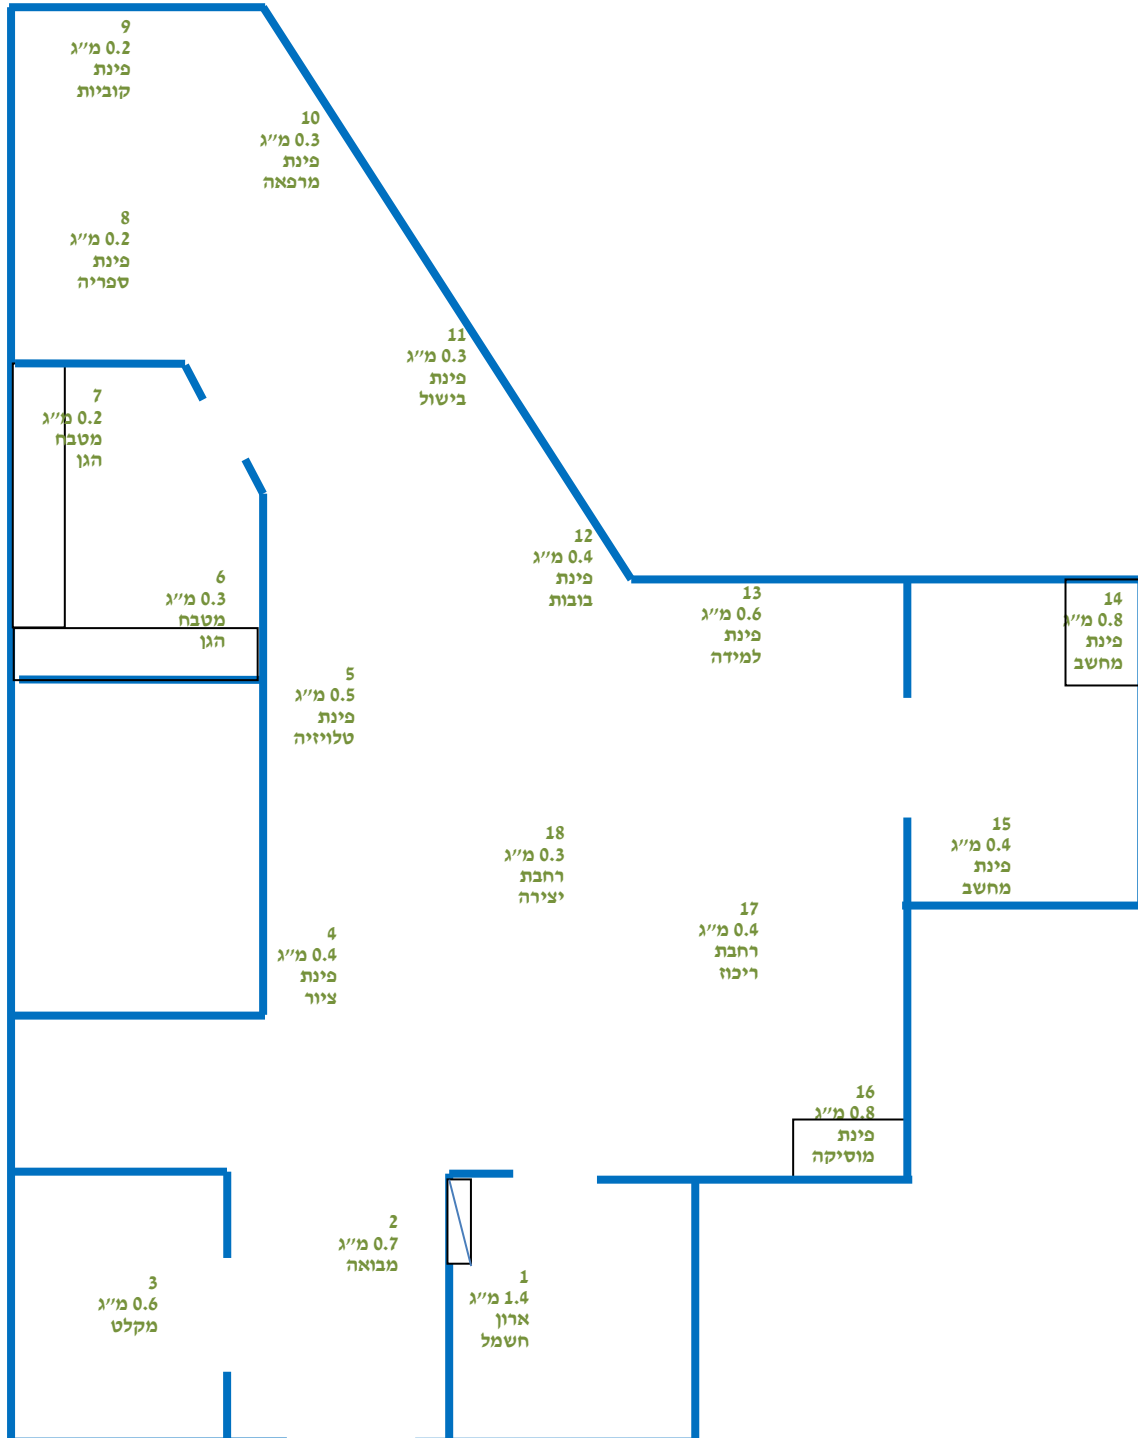 9
0.2 מ״ג
פינת
קוביות
10
0.3 מ״ג
פינת
מרפאה
8
0.2 מ״ג
פינת
ספריה
11
0.3 מ״ג
פינת
בישול
7
0.2 מ״ג
מטבח
הגן
12
0.4 מ״ג
פינת
בובות
6
0.3 מ״ג
מטבח
הגן
13
0.6 מ״ג
פינת
למידה
14
0.8 מ״ג
פינת
מחשב
5
0.5 מ״ג
פינת
טלויזיה
15
0.4 מ״ג
פינת
מחשב
18
0.3 מ״ג
רחבת
יצירה
17
0.4 מ״ג
רחבת
ריכוז
4
0.4 מ״ג
פינת
ציור
16
0.8 מ״ג
פינת
מוסיקה
2
0.7 מ״ג
מבואה
1
1.4 מ״ג
ארון
חשמל
3
0.6 מ״ג
מקלט